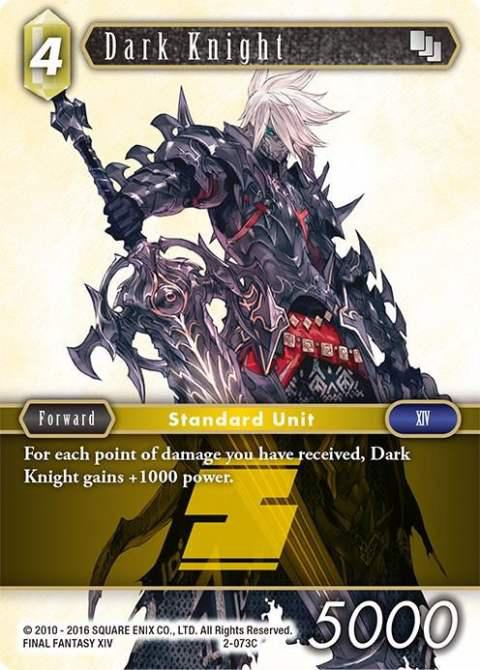 4
Dark Knight
Forward
Standard Unit
XIV
For each point of damage you have received, Dark
Knight gains +1000 power.
© 2010 - 2016 SQUARE ENIX CO., LTD. All Rights Reserved.
FINAL FANTASY XIV
2-073C
5000